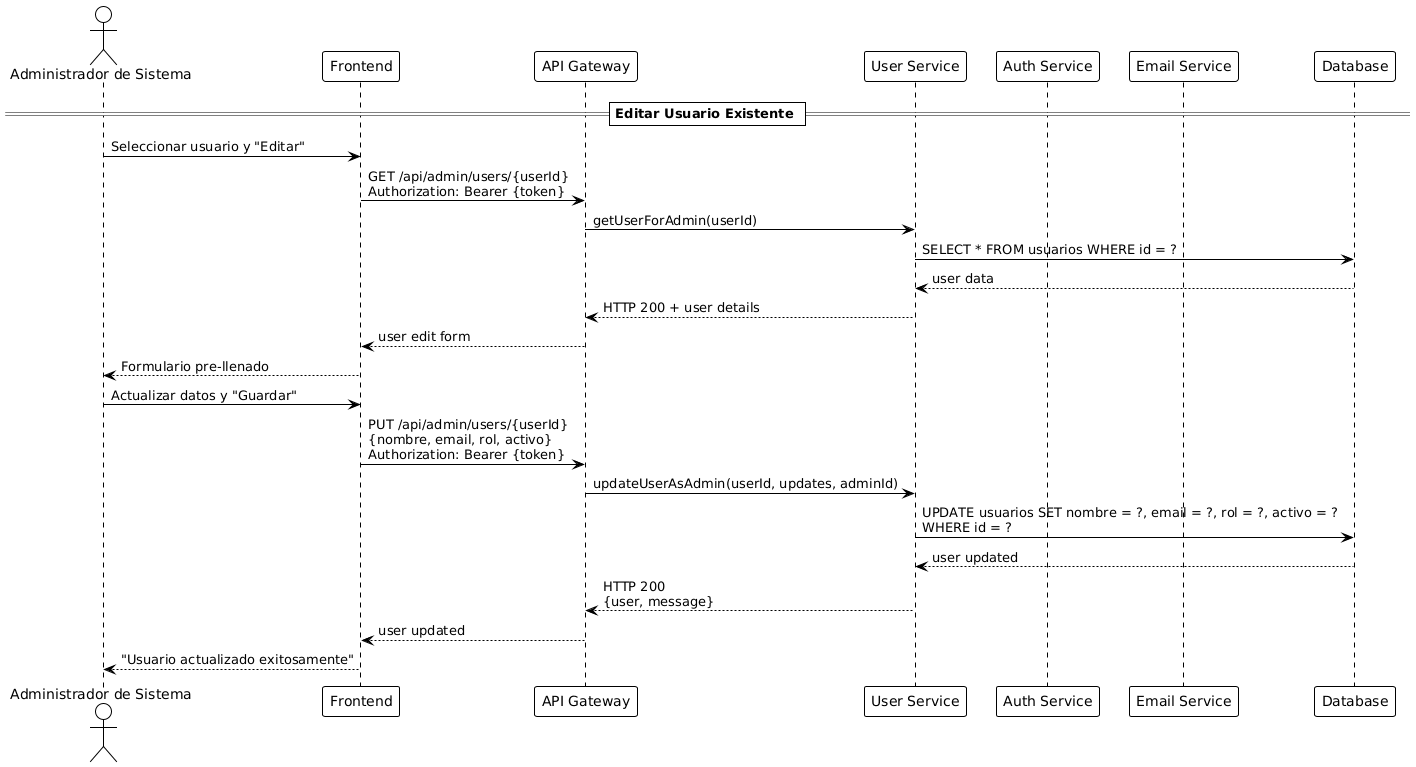 Administrador de Sistema
Frontend
API Gateway
User Service
Auth Service
Email Service
Database
Editar Usuario Existente
Seleccionar usuario y "Editar"
GET /api/admin/users/{userId}
Authorization: Bearer {token}
getUserForAdmin(userId)
SELECT * FROM usuarios WHERE id = ?
user data
HTTP 200 + user details
user edit form
Formulario pre-llenado
Actualizar datos y "Guardar"
PUT /api/admin/users/{userId}
{nombre, email, rol, activo}
Authorization: Bearer {token}
updateUserAsAdmin(userId, updates, adminId)
UPDATE usuarios SET nombre = ?, email = ?, rol = ?, activo = ?
WHERE id = ?
user updated
HTTP 200
{user, message}
user updated
"Usuario actualizado exitosamente"
Administrador de Sistema
Frontend
API Gateway
User Service
Auth Service
Email Service
Database